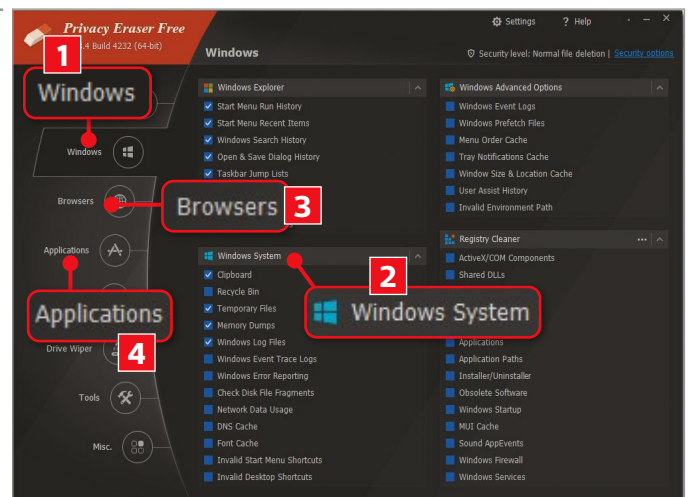 Privacy Eraser Free
.4 Build 4232 (64-bit)
Settings
? Help
Windows
Security level: Normal file deletion | Security options
1
Windows
Windows
Browsers
Browsers
3
Applications
Applications
4
Drive Wiper
Tools
Misc.
Windows Explorer
Start Menu Run History
Start Menu Recent Items
Windows Search History
Open & Save Dialog History
Taskbar Jump Lists
Windows System
Clipboard
Recycle Bin
Temporary Files
Memory Dumps
Windows Log Files
Windows Event Trace Logs
Windows Error Reporting
Check Disk File Fragments
Network Data Usage
DNS Cache
Font Cache
Invalid Start Menu Shortcuts
Invalid Desktop Shortcuts
2
Windows System
Windows Advanced Options
Windows Event Logs
Windows Prefetch Files
Menu Order Cache
Tray Notifications Cache
Window Size & Location Cache
User Assist History
Invalid Environment Path
Registry Cleaner
ActiveX/COM Components
Shared DLLs
Applications
Application Paths
Installer/Uninstaller
Obsolete Software
Windows Startup
MUI Cache
Sound AppEvents
Windows Firewall
Windows Services